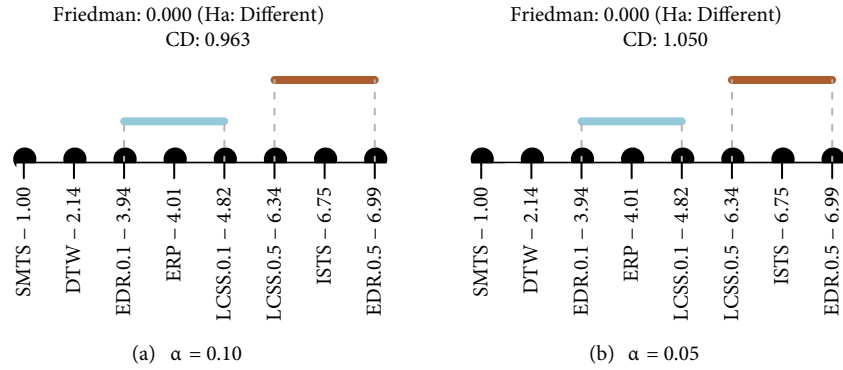 Friedman: 0.000 (Ha: Different)
CD: 0.963
SMTS – 1.00
DTW – 2.14
EDR.0.1 – 3.94
ERP – 4.01
LCSS.0.1 – 4.82
LCSS.0.5 – 6.34
ISTS – 6.75
EDR.0.5 – 6.99
(a) α = 0.10
Friedman: 0.000 (Ha: Different)
CD: 1.050
SMTS – 1.00
DTW – 2.14
EDR.0.1 – 3.94
ERP – 4.01
LCSS.0.1 – 4.82
LCSS.0.5 – 6.34
ISTS – 6.75
EDR.0.5 – 6.99
(b) α = 0.05